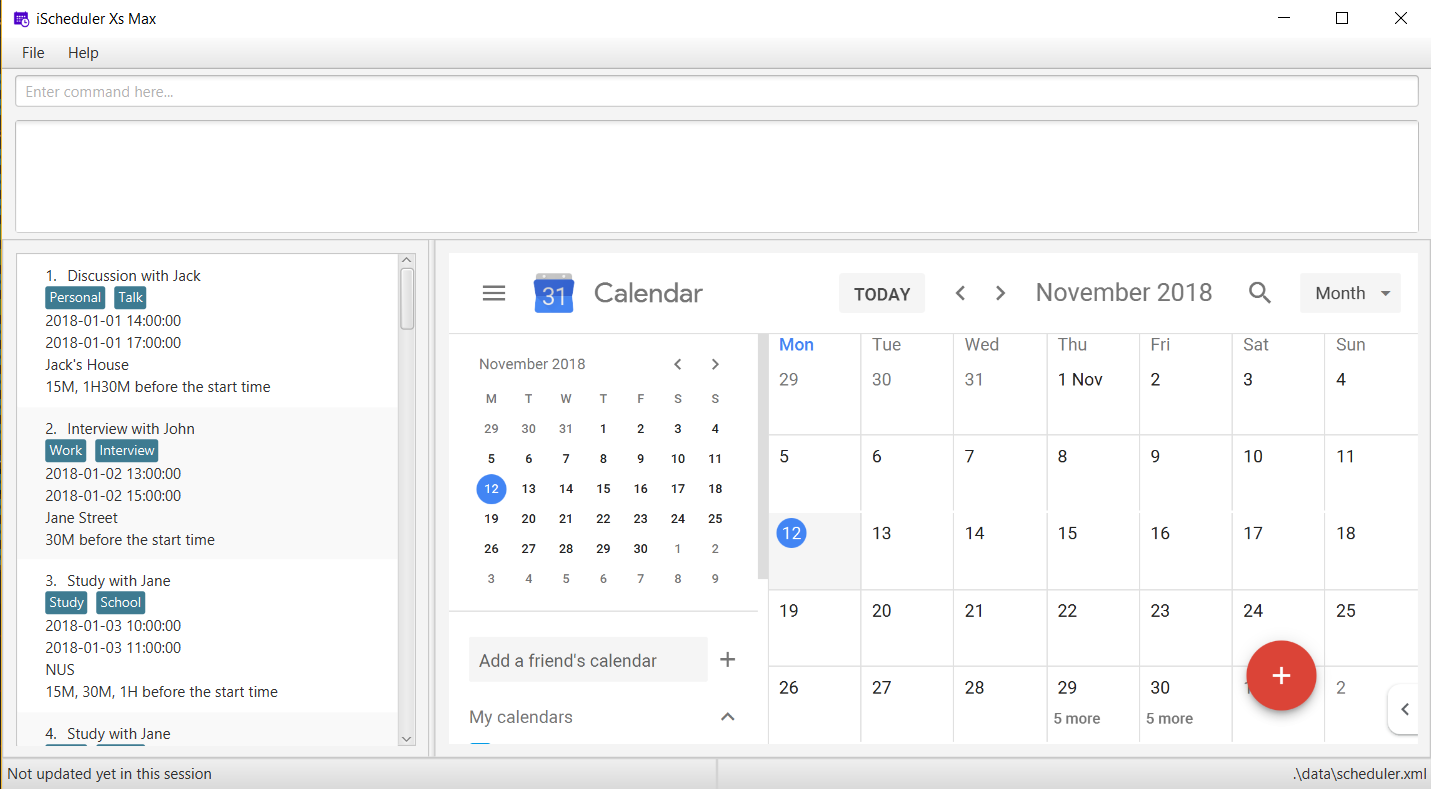 iScheduler Xs Max
File Help
Enter command here...
1. Discussion with Jack
Personal Talk
2018-01-01 14:00:00
2018-01-01 17:00:00
Jack's House
15M, 1H30M before the start time
2. Interview with John
Work Interview
2018-01-02 13:00:00
2018-01-02 15:00:00
Jane Street
30M before the start time
3. Study with Jane
Study School
2018-01-03 10:00:00
2018-01-03 11:00:00
NUS
15M, 30M, 1H before the start time
4. Study with Jane
31 Calendar TODAY November 2018 Month
November 2018
M T W T F S S
29 30 31 1 2 3 4
5 6 7 8 9 10 11
12 13 14 15 16 17 18
19 20 21 22 23 24 25
26 27 28 29 30 1 2
3 4 5 6 7 8 9
Add a friend's calendar
My calendars
Mon Tue Wed Thu Fri Sat Sun
29 30 31 1 Nov 2 3 4
5 6 7 8 9 10 11
12 13 14 15 16 17 18
19 20 21 22 23 24 25
26 27 28 29 30 2
5 more 5 more
Not updated yet in this session
.\data\scheduler.xml